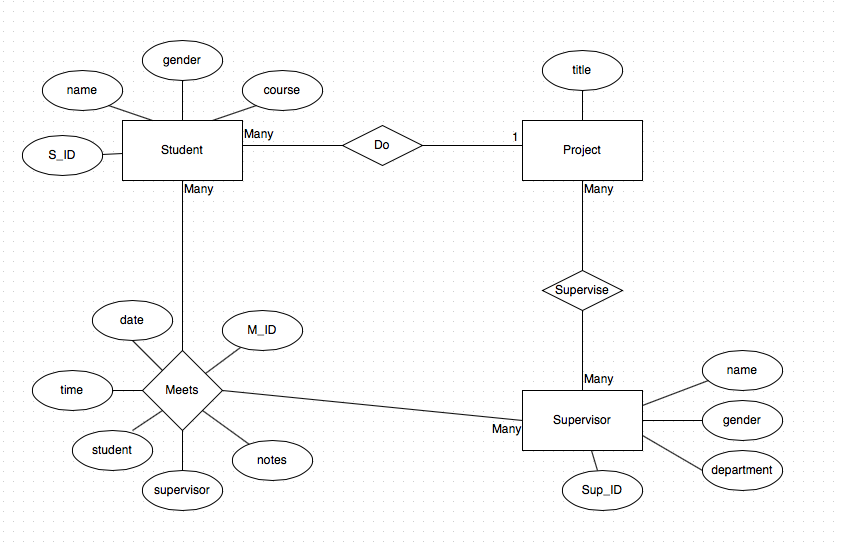 gender
title
name
course
Many
1
Student
Do
Project
S_ID
Many
Many
Supervise
date
M_ID
Many
name
time
Meets
Supervisor
gender
Many
student
notes
department
supervisor
Sup_ID